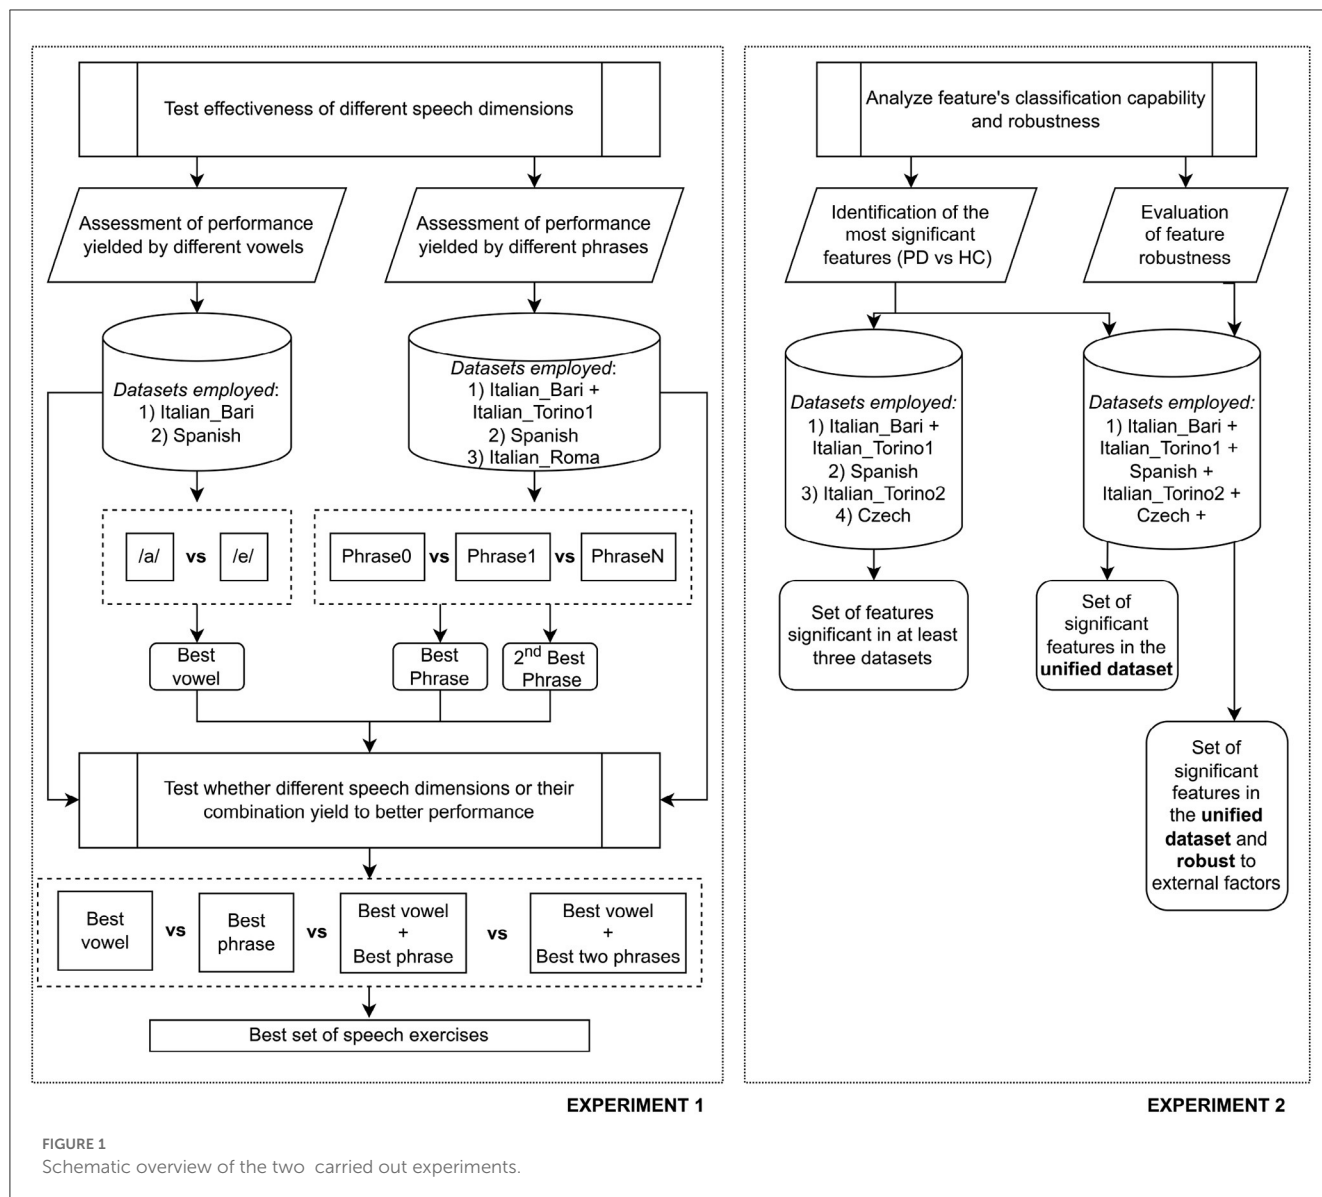 Test effectiveness of different speech dimensions
Assessment of performance
yielded by different vowels
Assessment of performance
yielded by different phrases
Datasets employed:
1) Italian_Bari
2) Spanish
Datasets employed:
1) Italian_Bari +
Italian_Torino1
2) Spanish
3) Italian_Roma
/a/ vs /e/
Phrase0 vs Phrase1 vs PhraseN
Best
vowel
Best
Phrase
2nd Best
Phrase
Test whether different speech dimensions or their
combination yield to better performance
Best
vowel
vs
Best
phrase
vs
Best vowel
+
Best phrase
vs
Best vowel
+
Best two phrases
Best set of speech exercises
EXPERIMENT 1
Analyze feature's classification capability
and robustness
Identification of the
most significant
features (PD vs HC)
Evaluation
of feature
robustness
Datasets employed:
1) Italian_Bari +
Italian_Torino1
2) Spanish
3) Italian_Torino2
4) Czech
Datasets employed:
1) Italian_Bari +
Italian_Torino1 +
Spanish +
Italian_Torino2 +
Czech +
Set of features
significant in at least
three datasets
Set of
significant
features in the
unified dataset
Set of
significant
features in
the unified
dataset and
robust to
external factors
EXPERIMENT 2
FIGURE 1
Schematic overview of the two carried out experiments.